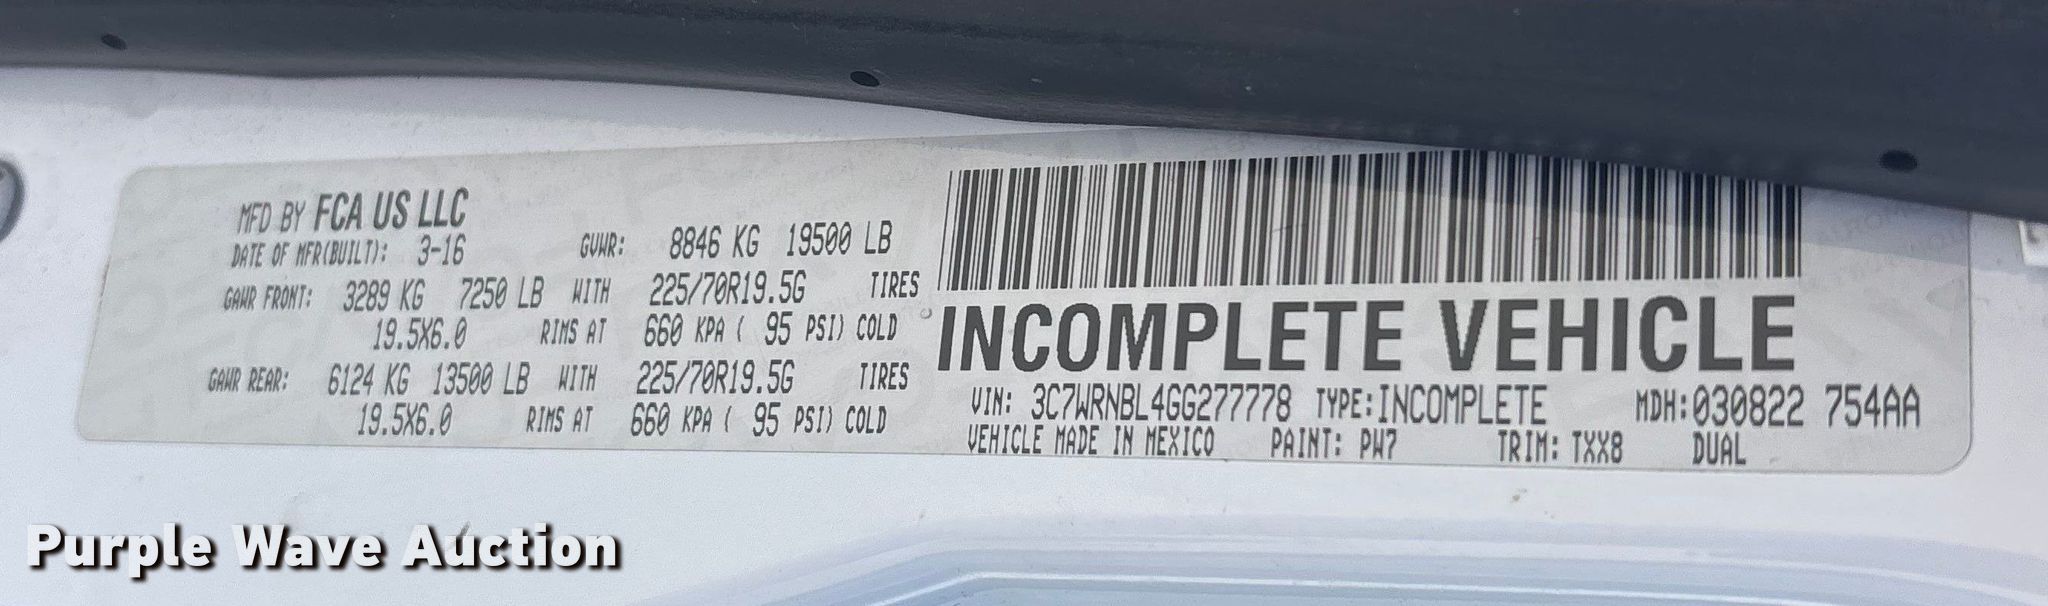 MFD BY FCA US LLC
DATE OF MFR(BUILT): 3-16 GVWR: 8846 KG 19500 LB
GAWR FRONT: 3289 KG 7250 LB WITH 225/70R19.5G TIRES
19.5X6.0 RIMS AT 660 KPA ( 95 PSI) COLD
GAWR REAR: 6124 KG 13500 LB WITH 225/70R19.5G TIRES
19.5X6.0 RIMS AT 660 KPA ( 95 PSI) COLD
INCOMPLETE VEHICLE
VIN: 3C7WRNBL4GG277778 TYPE:INCOMPLETE MDH:030822 754AA
VEHICLE MADE IN MEXICO PAINT: PW7 TRIM: TXX8 DUAL
Purple Wave Auction